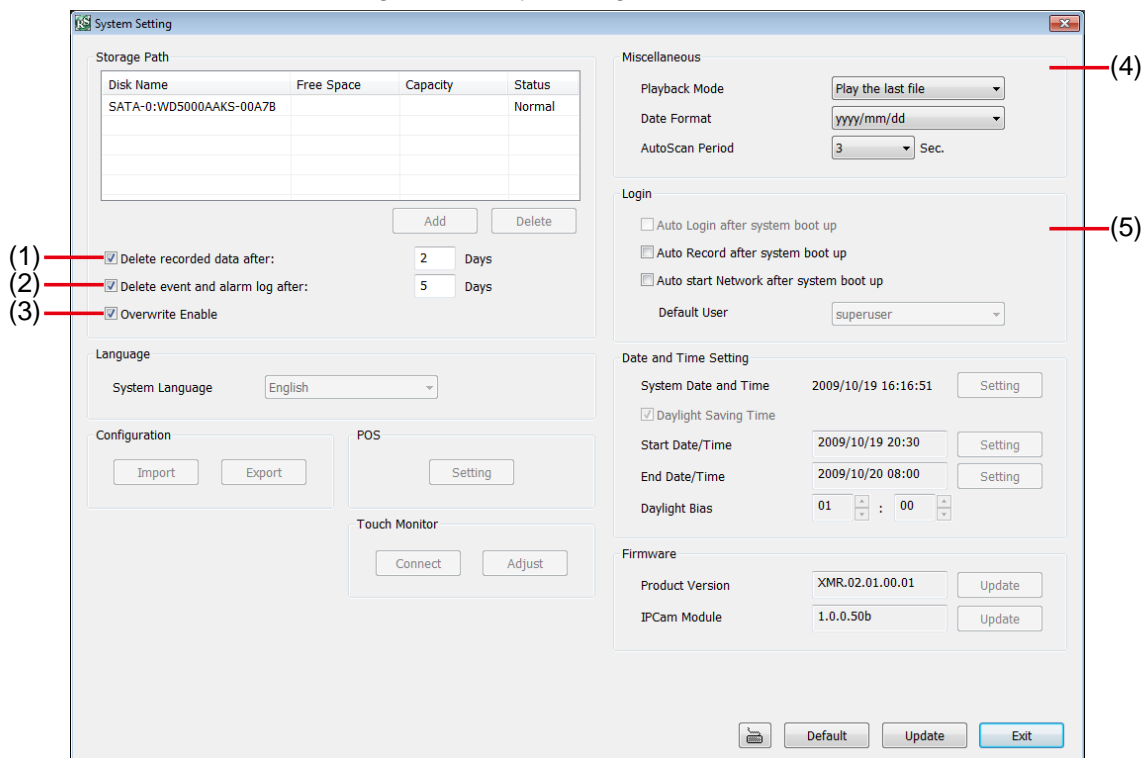 System Setting
Storage Path
Disk Name Free Space Capacity Status
SATA-0:WD5000AAKS-00A7B Normal
Add Delete
(1) Delete recorded data after: 2 Days
(2) Delete event and alarm log after: 5 Days
(3) Overwrite Enable
Language
System Language English
Configuration
Import Export
POS
Setting
Touch Monitor
Connect Adjust
Miscellaneous
(4)
Playback Mode Play the last file
Date Format yyyy/mm/dd
AutoScan Period 3 Sec.
Login
Auto Login after system boot up
(5)
Auto Record after system boot up
Auto start Network after system boot up
Default User superuser
Date and Time Setting
System Date and Time 2009/10/19 16:16:51 Setting
Daylight Saving Time
Start Date/Time 2009/10/19 20:30 Setting
End Date/Time 2009/10/20 08:00 Setting
Daylight Bias 01 : 00
Firmware
Product Version XMR.02.01.00.01 Update
IPCam Module 1.0.0.50b Update
Default Update Exit